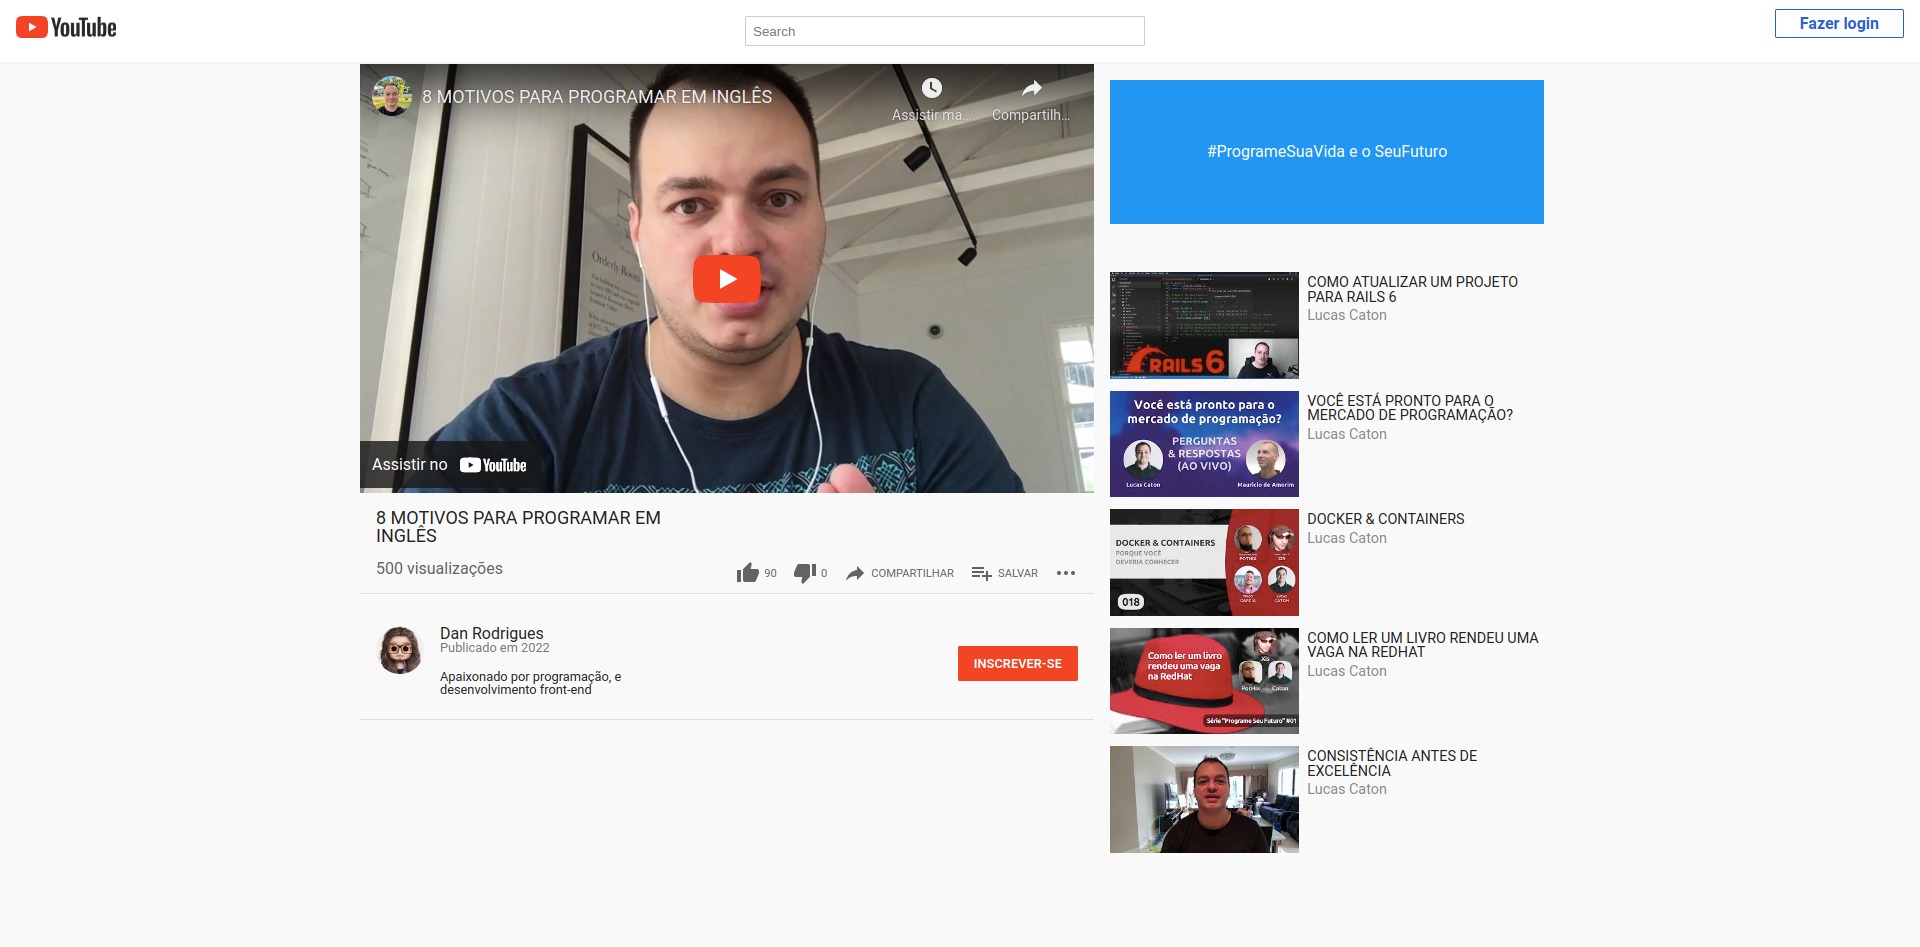 YouTube
Search
Fazer login
8 MOTIVOS PARA PROGRAMAR EM INGLÊS
Assistir ma...
Compartilh...
Orderly Room
Assistir no YouTube
8 MOTIVOS PARA PROGRAMAR EM
INGLÊS
500 visualizações
90
0
COMPARTILHAR
SALVAR
Dan Rodrigues
Publicado em 2022
Apaixonado por programação, e
desenvolvimento front-end
INSCREVER-SE
#ProgrameSuaVida e o SeuFuturo
RAILS 6
COMO ATUALIZAR UM PROJETO
PARA RAILS 6
Lucas Caton
Você está pronto para o
mercado de programação?
PERGUNTAS
& RESPOSTAS
(AO VIVO)
Lucas Caton
Mauricio de Amorim
VOCÊ ESTÁ PRONTO PARA O
MERCADO DE PROGRAMAÇÃO?
Lucas Caton
DOCKER & CONTAINERS
PORQUE VOCÊ
DEVERIA CONHECER
018
DOCKER & CONTAINERS
Lucas Caton
Como ler um livro
rendeu uma vaga
na RedHat
Xis
PotHix
Caton
Série "Programe Seu Futuro" #01
COMO LER UM LIVRO RENDEU UMA
VAGA NA REDHAT
Lucas Caton
CONSISTÊNCIA ANTES DE
EXCELÊNCIA
Lucas Caton